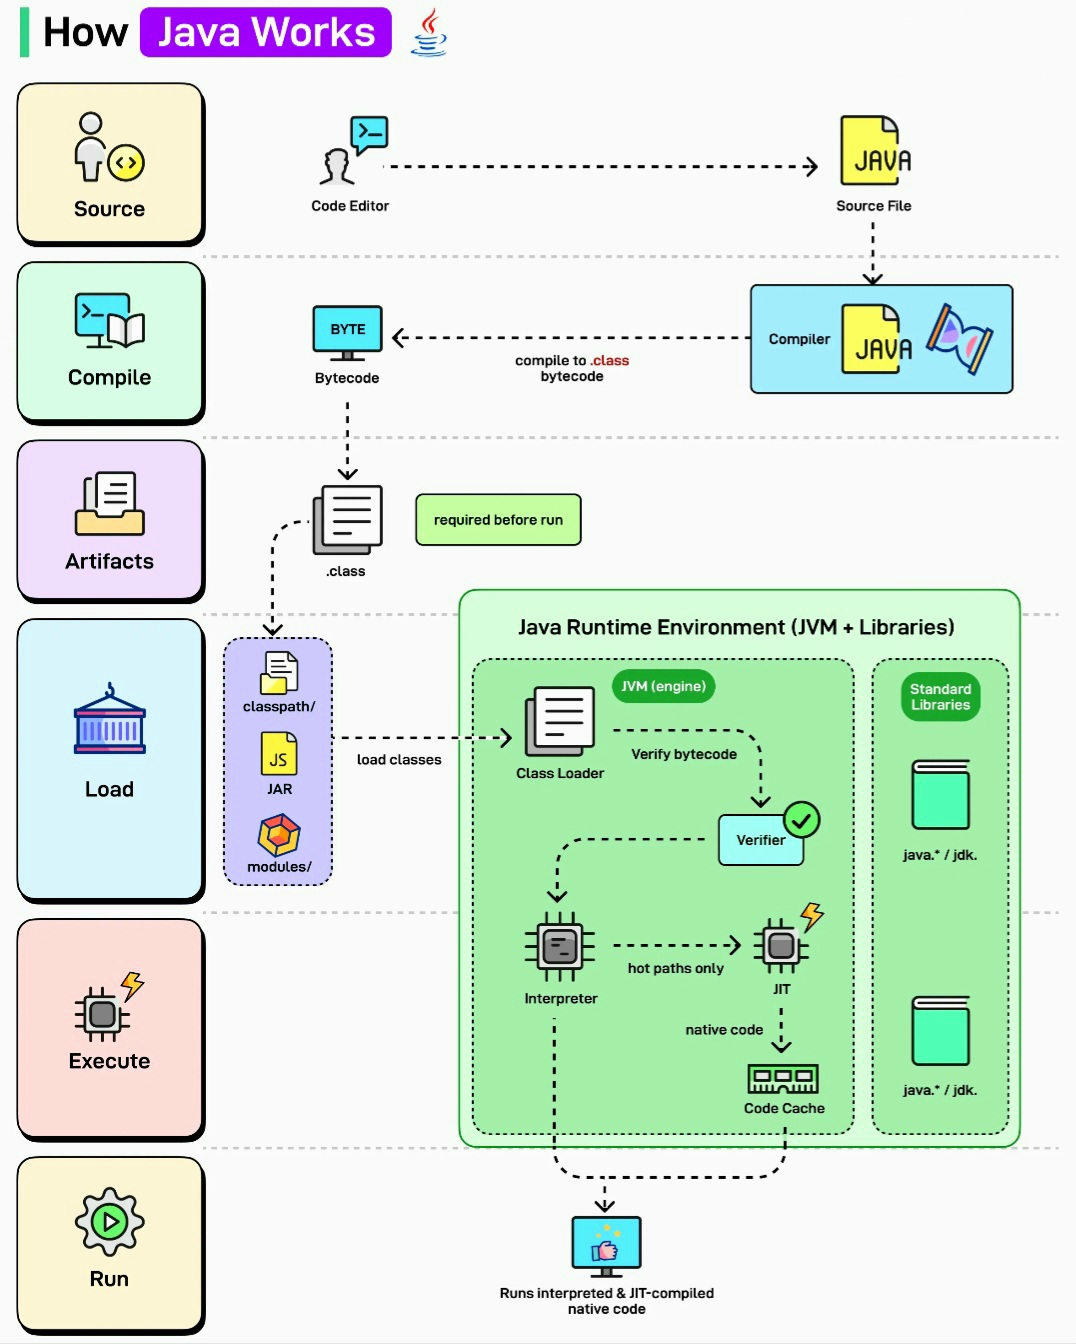 How Java Works
Source
Code Editor
JAVA
Source File
Compile
BYTE
Bytecode
compile to .class
bytecode
Compiler
JAVA
Artifacts
.class
required before run
Load
classpath/
JS
JAR
modules/
load classes
Java Runtime Environment (JVM + Libraries)
JVM (engine)
Class Loader
Verify bytecode
Verifier
Standard
Libraries
java.* / jdk.
Execute
Interpreter
hot paths only
JIT
native code
Code Cache
java.* / jdk.
Run
Runs interpreted & JIT-compiled
native code